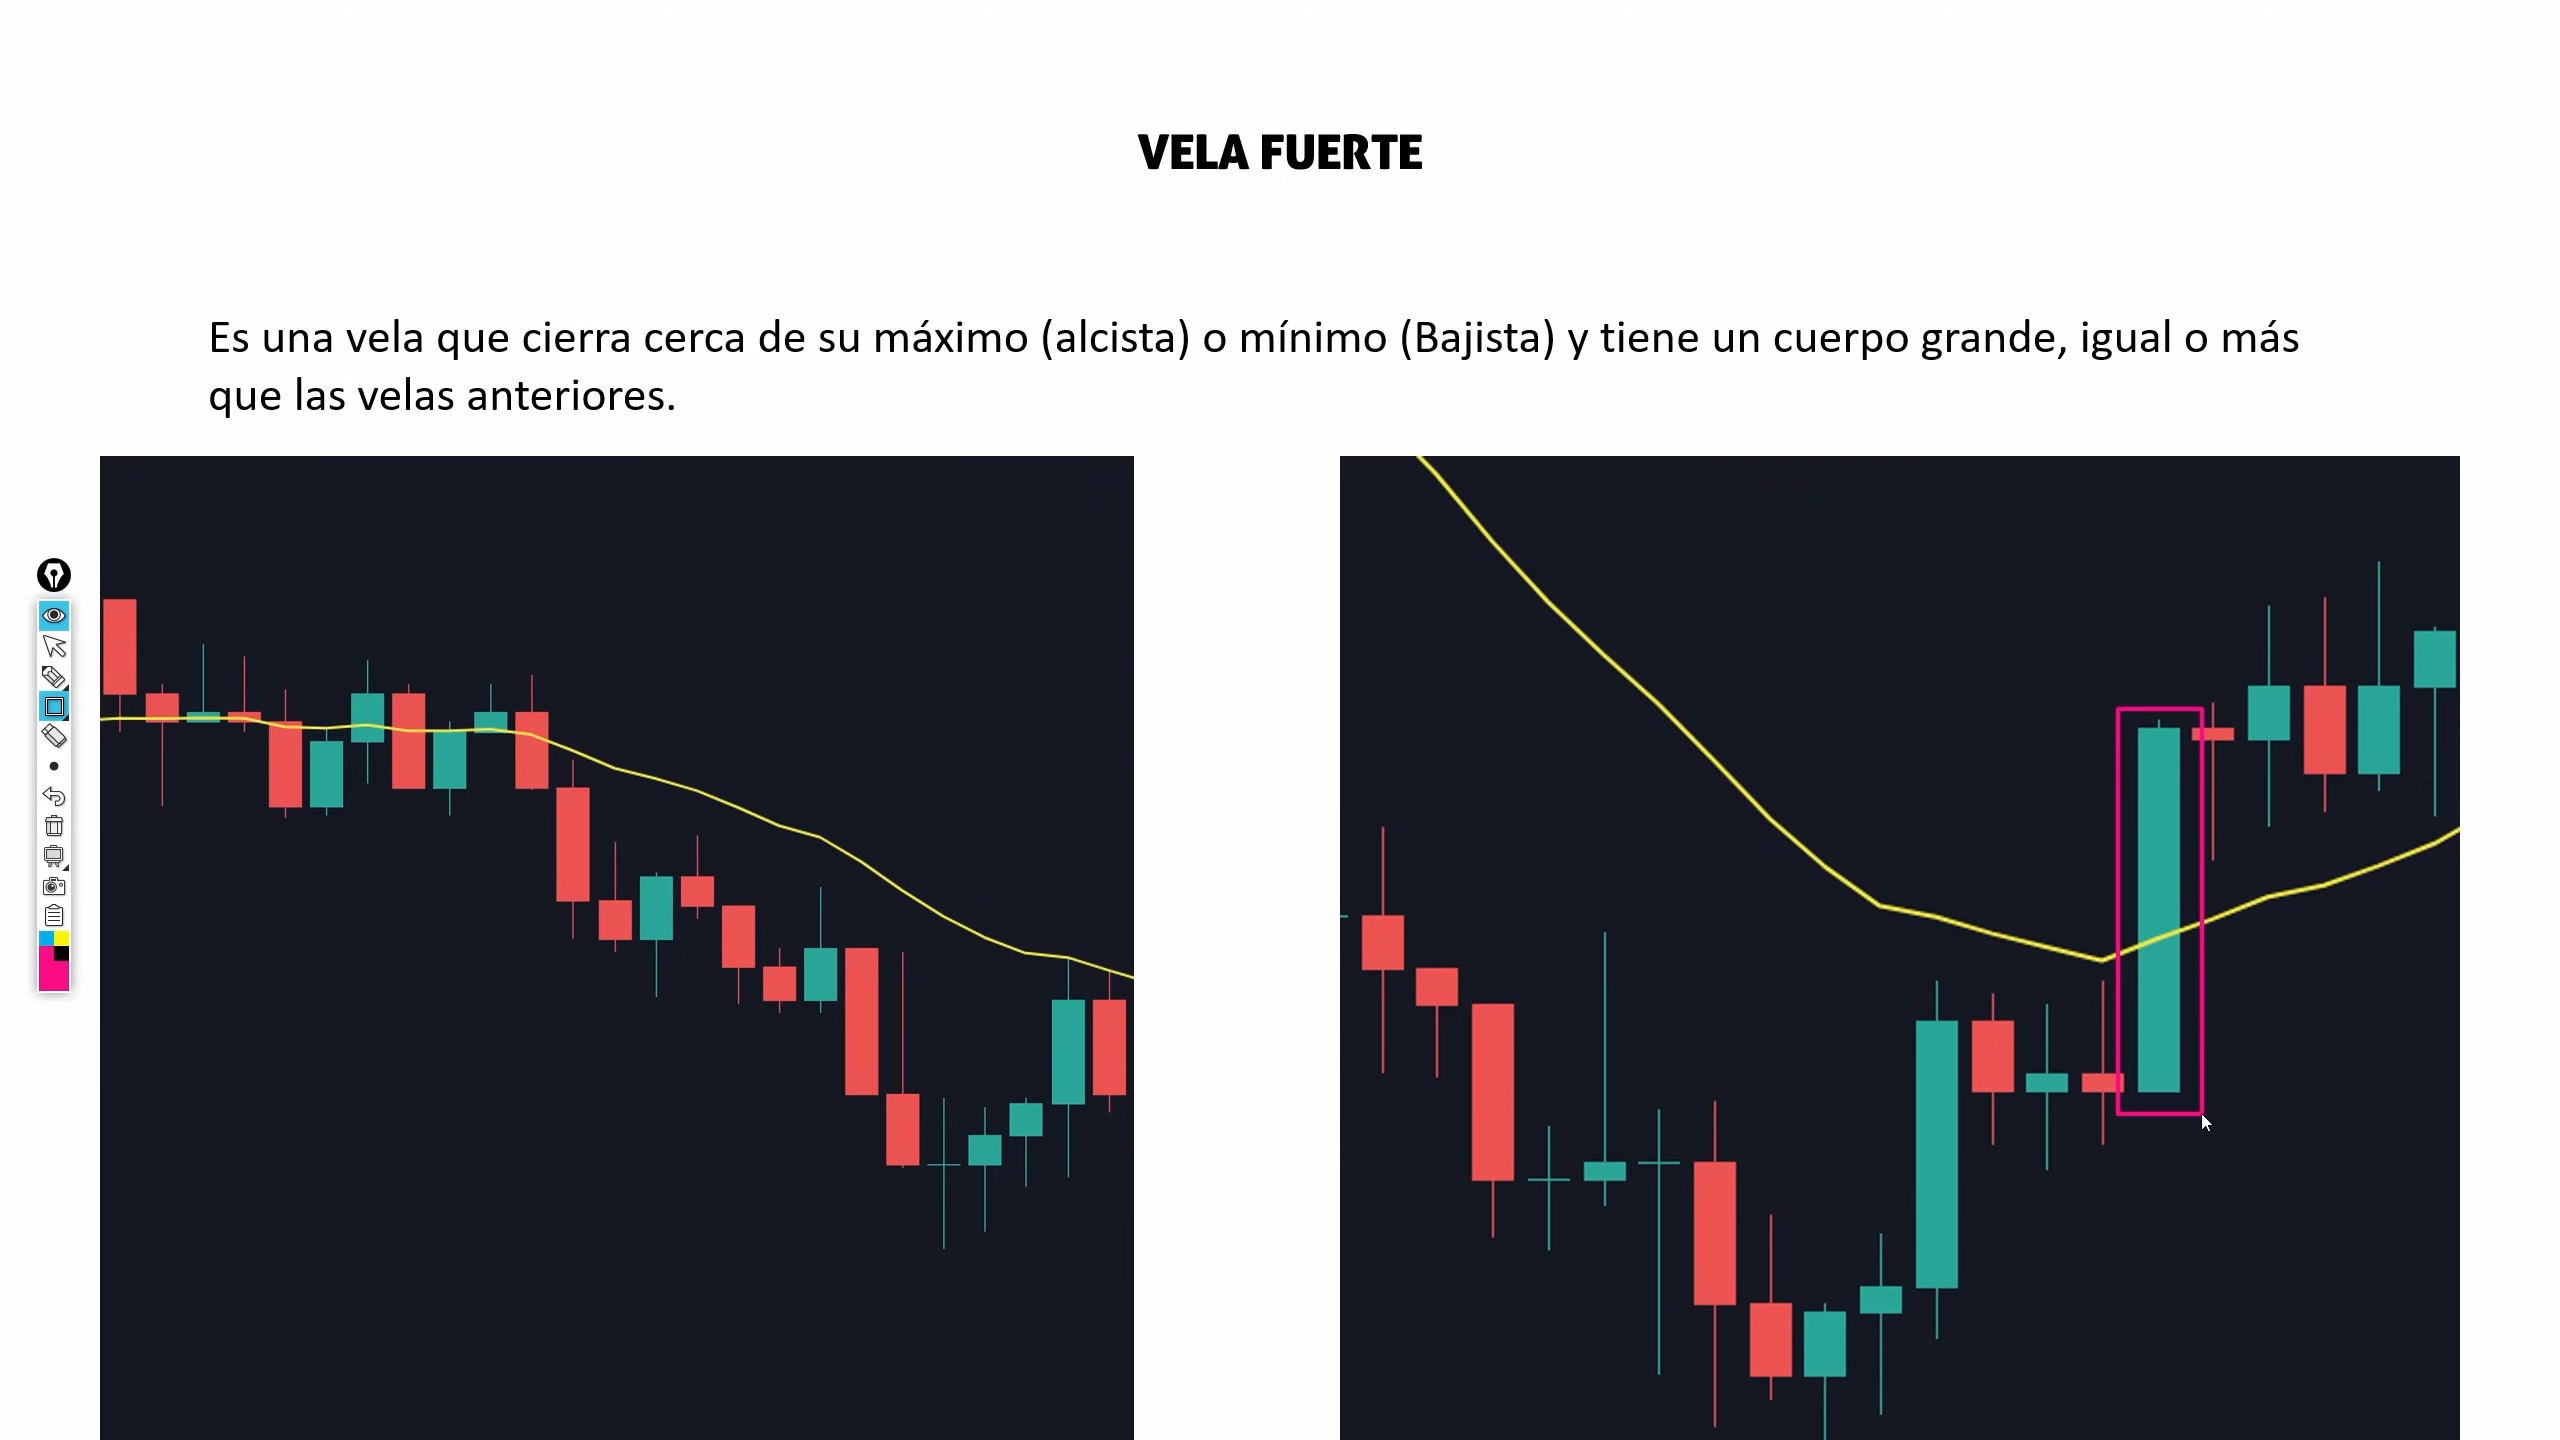 VELA FUERTE
Es una vela que cierra cerca de su máximo (alcista) o mínimo (Bajista) y tiene un cuerpo grande, igual o más
que las velas anteriores.